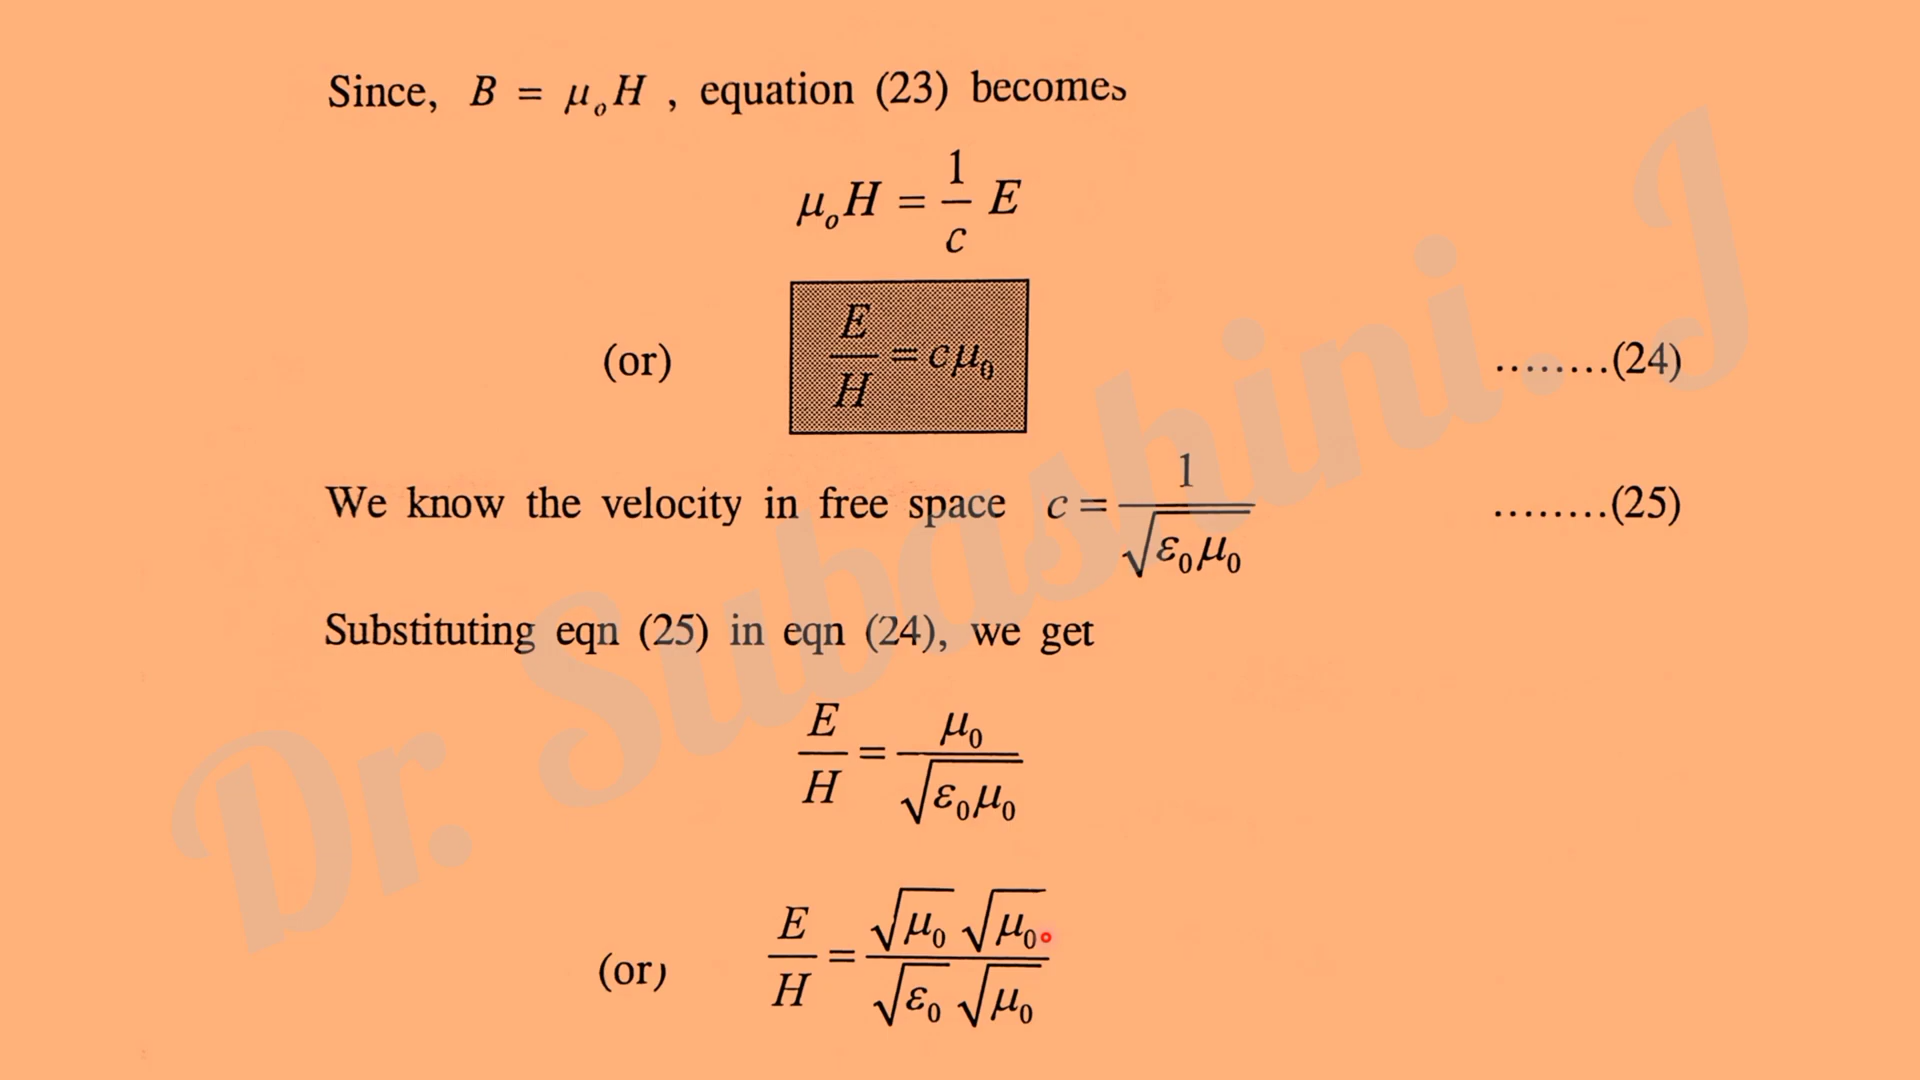 Since, B = μₒH , equation (23) becomes
μₒH = 1/c E
(or) E/H = cμ₀ ........(24)
We know the velocity in free space c = 1/√(ε₀μ₀) ........(25)
Substituting eqn (25) in eqn (24), we get
E/H = μ₀/√(ε₀μ₀)
(or) E/H = √μ₀ √μ₀ / √ε₀ √μ₀
Dr. Subashini. J